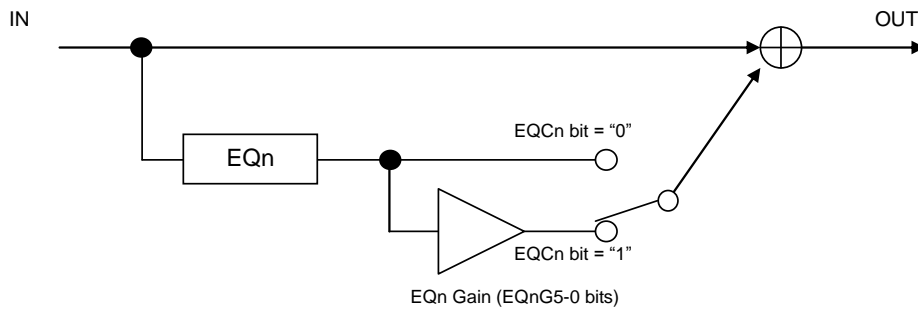 IN
OUT
EQCn bit = “0”
EQn
EQCn bit = “1”
EQn Gain (EQnG5-0 bits)